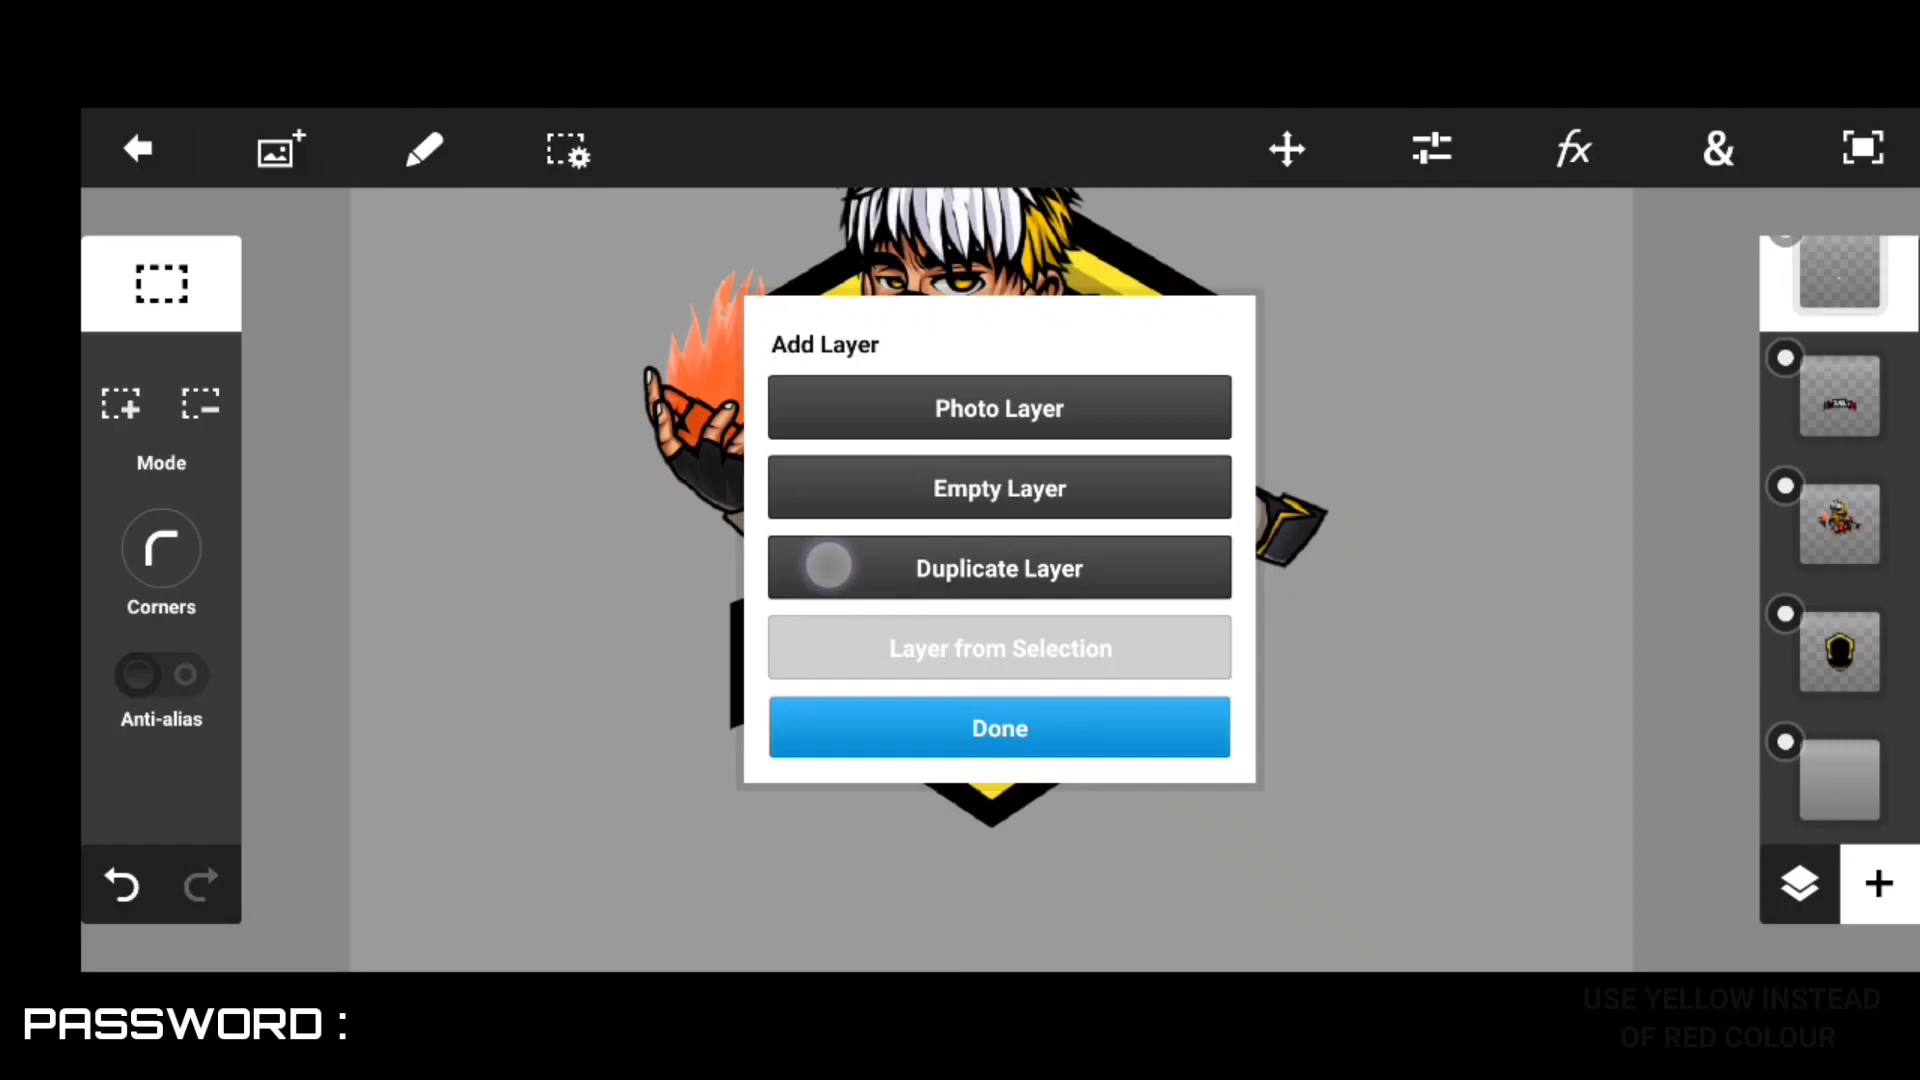 fx
&
Add Layer
Photo Layer
Empty Layer
Duplicate Layer
Layer from Selection
Done
Mode
Corners
Anti-alias
PASSWORD :
USE YELLOW INSTEAD
OF RED COLOUR